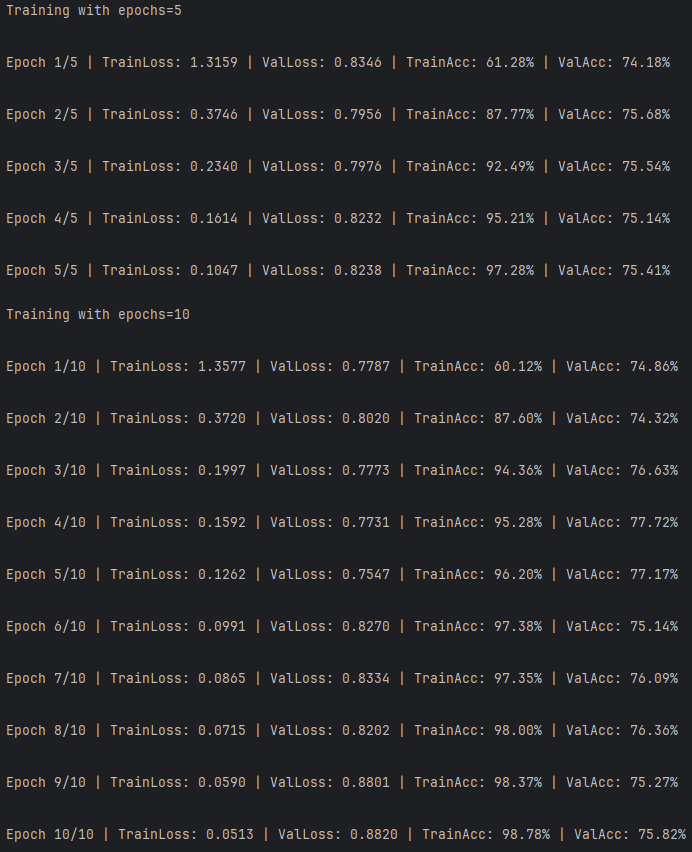 Training with epochs=5
Epoch 1/5 | TrainLoss: 1.3159 | ValLoss: 0.8346 | TrainAcc: 61.28% | ValAcc: 74.18%
Epoch 2/5 | TrainLoss: 0.3746 | ValLoss: 0.7956 | TrainAcc: 87.77% | ValAcc: 75.68%
Epoch 3/5 | TrainLoss: 0.2340 | ValLoss: 0.7976 | TrainAcc: 92.49% | ValAcc: 75.54%
Epoch 4/5 | TrainLoss: 0.1614 | ValLoss: 0.8232 | TrainAcc: 95.21% | ValAcc: 75.14%
Epoch 5/5 | TrainLoss: 0.1047 | ValLoss: 0.8238 | TrainAcc: 97.28% | ValAcc: 75.41%
Training with epochs=10
Epoch 1/10 | TrainLoss: 1.3577 | ValLoss: 0.7787 | TrainAcc: 60.12% | ValAcc: 74.86%
Epoch 2/10 | TrainLoss: 0.3720 | ValLoss: 0.8020 | TrainAcc: 87.60% | ValAcc: 74.32%
Epoch 3/10 | TrainLoss: 0.1997 | ValLoss: 0.7773 | TrainAcc: 94.36% | ValAcc: 76.63%
Epoch 4/10 | TrainLoss: 0.1592 | ValLoss: 0.7731 | TrainAcc: 95.28% | ValAcc: 77.72%
Epoch 5/10 | TrainLoss: 0.1262 | ValLoss: 0.7547 | TrainAcc: 96.20% | ValAcc: 77.17%
Epoch 6/10 | TrainLoss: 0.0991 | ValLoss: 0.8270 | TrainAcc: 97.38% | ValAcc: 75.14%
Epoch 7/10 | TrainLoss: 0.0865 | ValLoss: 0.8334 | TrainAcc: 97.35% | ValAcc: 76.09%
Epoch 8/10 | TrainLoss: 0.0715 | ValLoss: 0.8202 | TrainAcc: 98.00% | ValAcc: 76.36%
Epoch 9/10 | TrainLoss: 0.0590 | ValLoss: 0.8801 | TrainAcc: 98.37% | ValAcc: 75.27%
Epoch 10/10 | TrainLoss: 0.0513 | ValLoss: 0.8820 | TrainAcc: 98.78% | ValAcc: 75.82%